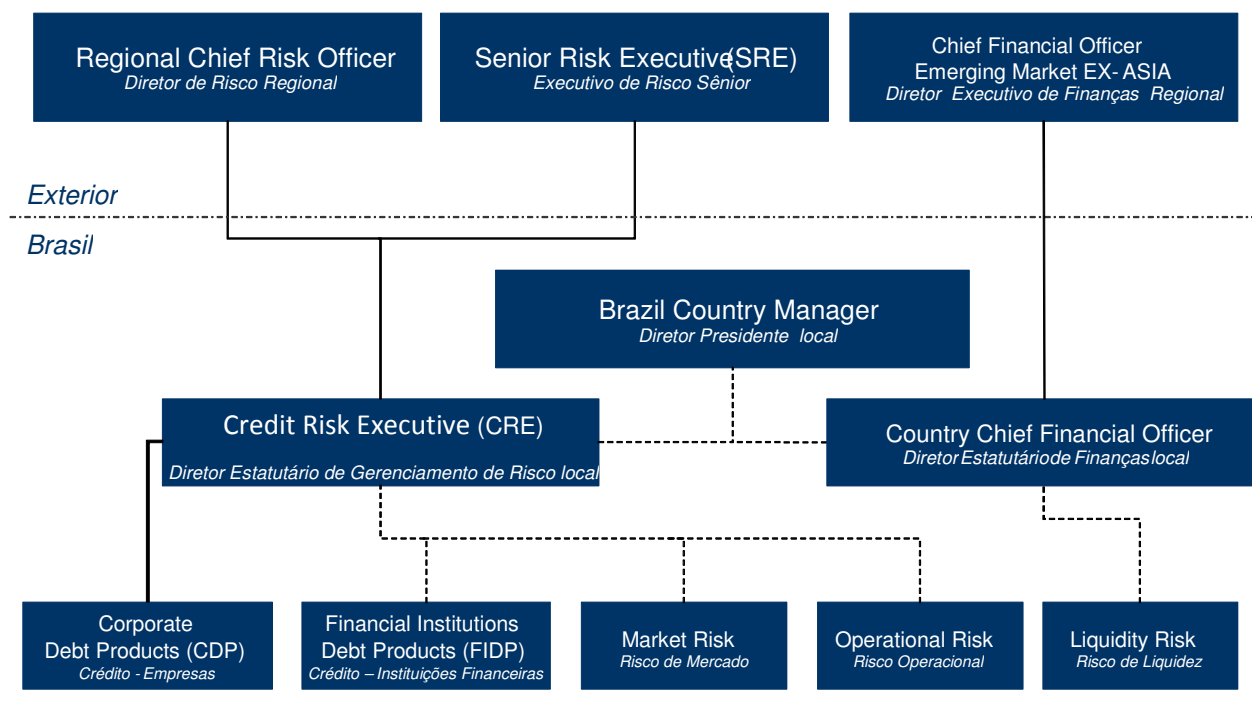 Regional Chief Risk Officer
Diretor de Risco Regional
Senior Risk Executive(SRE)
Executivo de Risco Sênior
Chief Financial Officer
Emerging Market EX- ASIA
Diretor Executivo de Finanças Regional
Exterior
Brasil
Brazil Country Manager
Diretor Presidente local
Credit Risk Executive (CRE)
Diretor Estatutário de Gerenciamento de Risco local
Country Chief Financial Officer
Diretor Estatutário de Finanças local
Corporate
Debt Products (CDP)
Crédito - Empresas
Financial Institutions
Debt Products (FIDP)
Crédito – Instituições Financeiras
Market Risk
Risco de Mercado
Operational Risk
Risco Operacional
Liquidity Risk
Risco de Liquidez